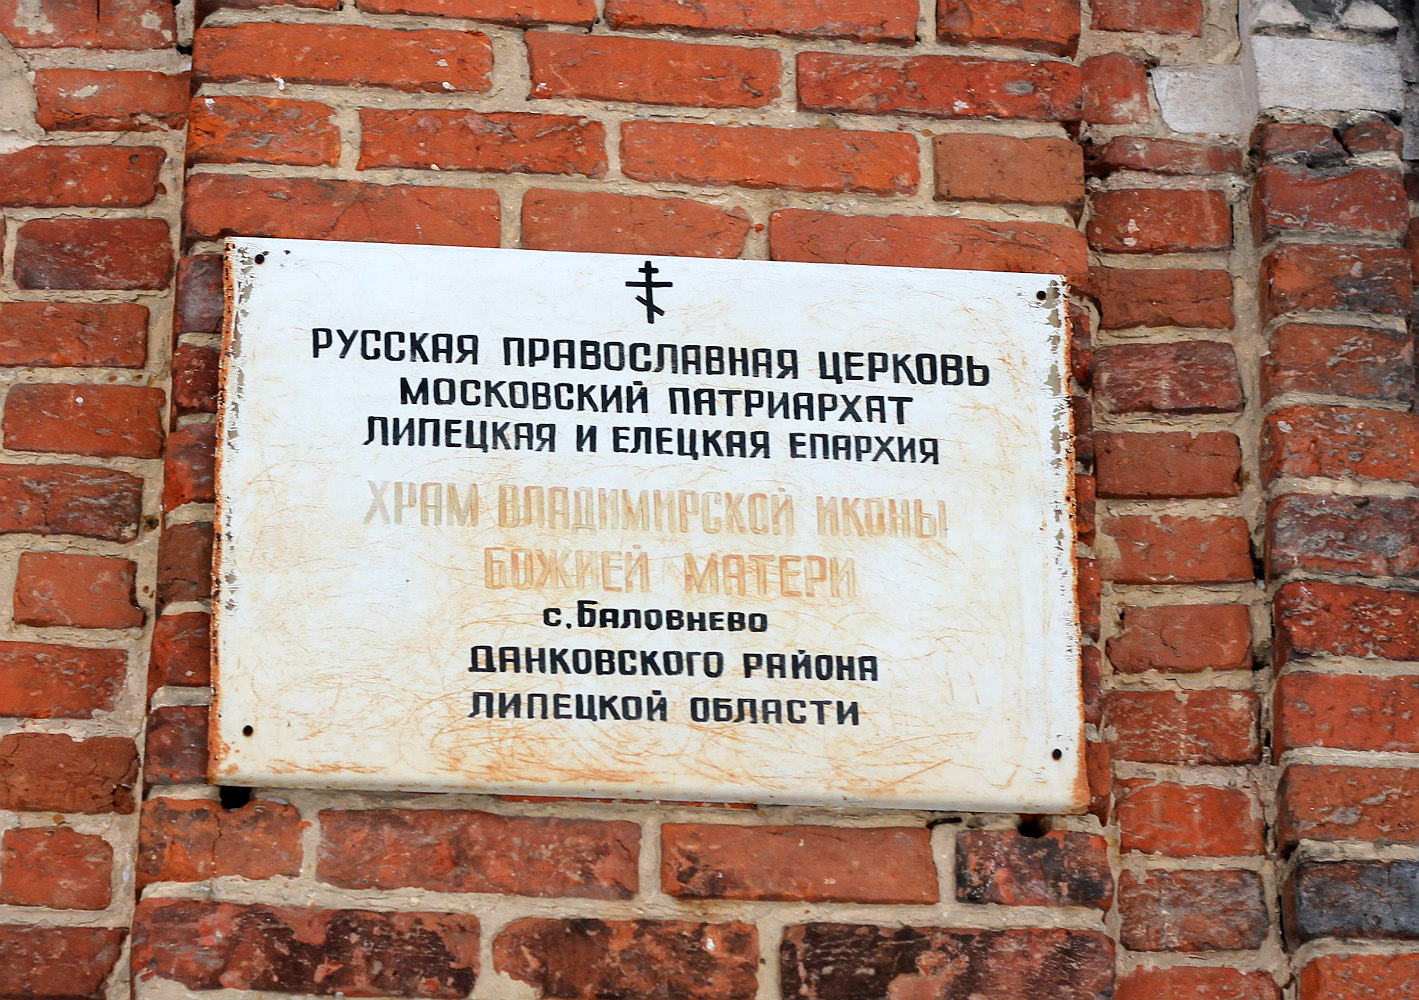 РУССКАЯ ПРАВОСЛАВНАЯ ЦЕРКОВЬ
МОСКОВСКИЙ ПАТРИАРХАТ
ЛИПЕЦКАЯ И ЕЛЕЦКАЯ ЕПАРХИЯ
ХРАМ ВЛАДИМИРСКОЙ ИКОНЫ
БОЖИЕЙ МАТЕРИ
с. БАЛОВНЕВО
ДАНКОВСКОГО РАЙОНА
ЛИПЕЦКОЙ ОБЛАСТИ